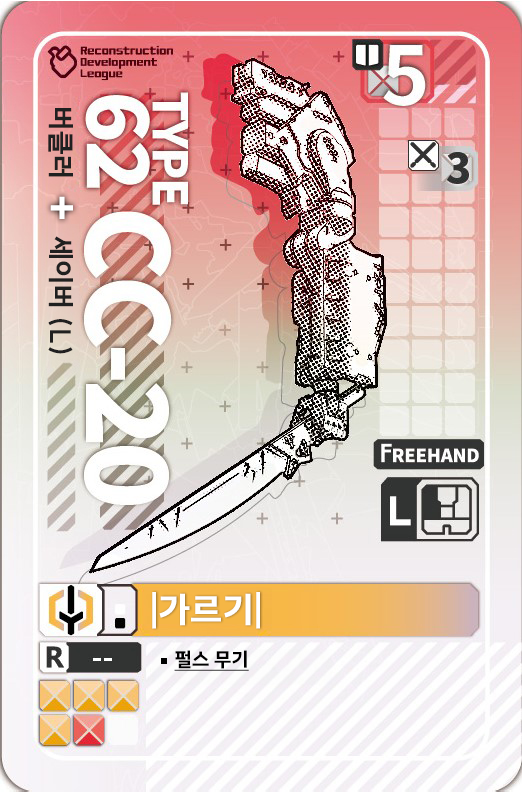 Reconstruction
Development
League
TYPE
62 CC-20
버클러 + 세이버 (L)
5
3
FREEHAND
L
|가르기|
R --
▪ 펄스 무기